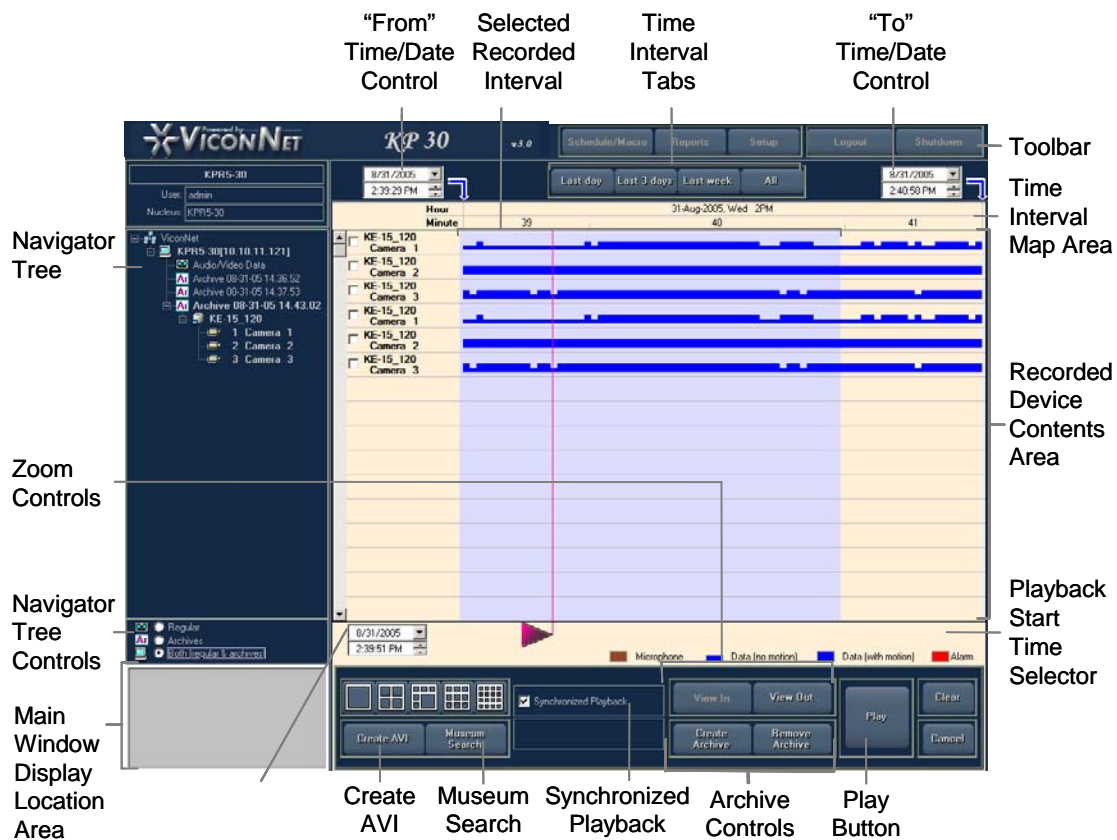 “From”
Time/Date
Control
Selected
Recorded
Interval
Time
Interval
Tabs
“To”
Time/Date
Control
Powered by
VICONNET
KP 30
v3.0
Schedule/Macro
Reports
Setup
Logout
Shutdown
Toolbar
KPR5-30
User: admin
Nucleus: KPR5-30
8/31/2005
2:39:29 PM
Last day
Last 3 days
Last week
All
8/31/2005
2:40:58 PM
Time
Interval
Map Area
Hour
31-Aug-2005, Wed 2PM
Minute
39
40
41
Navigator
Tree
ViconNet
KPR5-30[10.10.11.121]
Audio/Video Data
Ar Archive 08-31-05 14.36.52
Ar Archive 08-31-05 14.37.53
Ar Archive 08-31-05 14.43.02
KE-15_120
1 Camera 1
2 Camera 2
3 Camera 3
KE-15_120
Camera 1
KE-15_120
Camera 2
KE-15_120
Camera 3
KE-15_120
Camera 1
KE-15_120
Camera 2
KE-15_120
Camera 3
Recorded
Device
Contents
Area
Zoom
Controls
Navigator
Tree
Controls
Regular
Ar Archives
Both (regular & archives)
8/31/2005
2:39:51 PM
Microphone
Data (no motion)
Data (with motion)
Alarm
Playback
Start
Time
Selector
Main
Window
Display
Location
Area
Create AVI
Museum
Search
Synchronized Playback
View In
View Out
Create
Archive
Remove
Archive
Play
Clear
Cancel
Create
AVI
Museum
Search
Synchronized
Playback
Archive
Controls
Play
Button